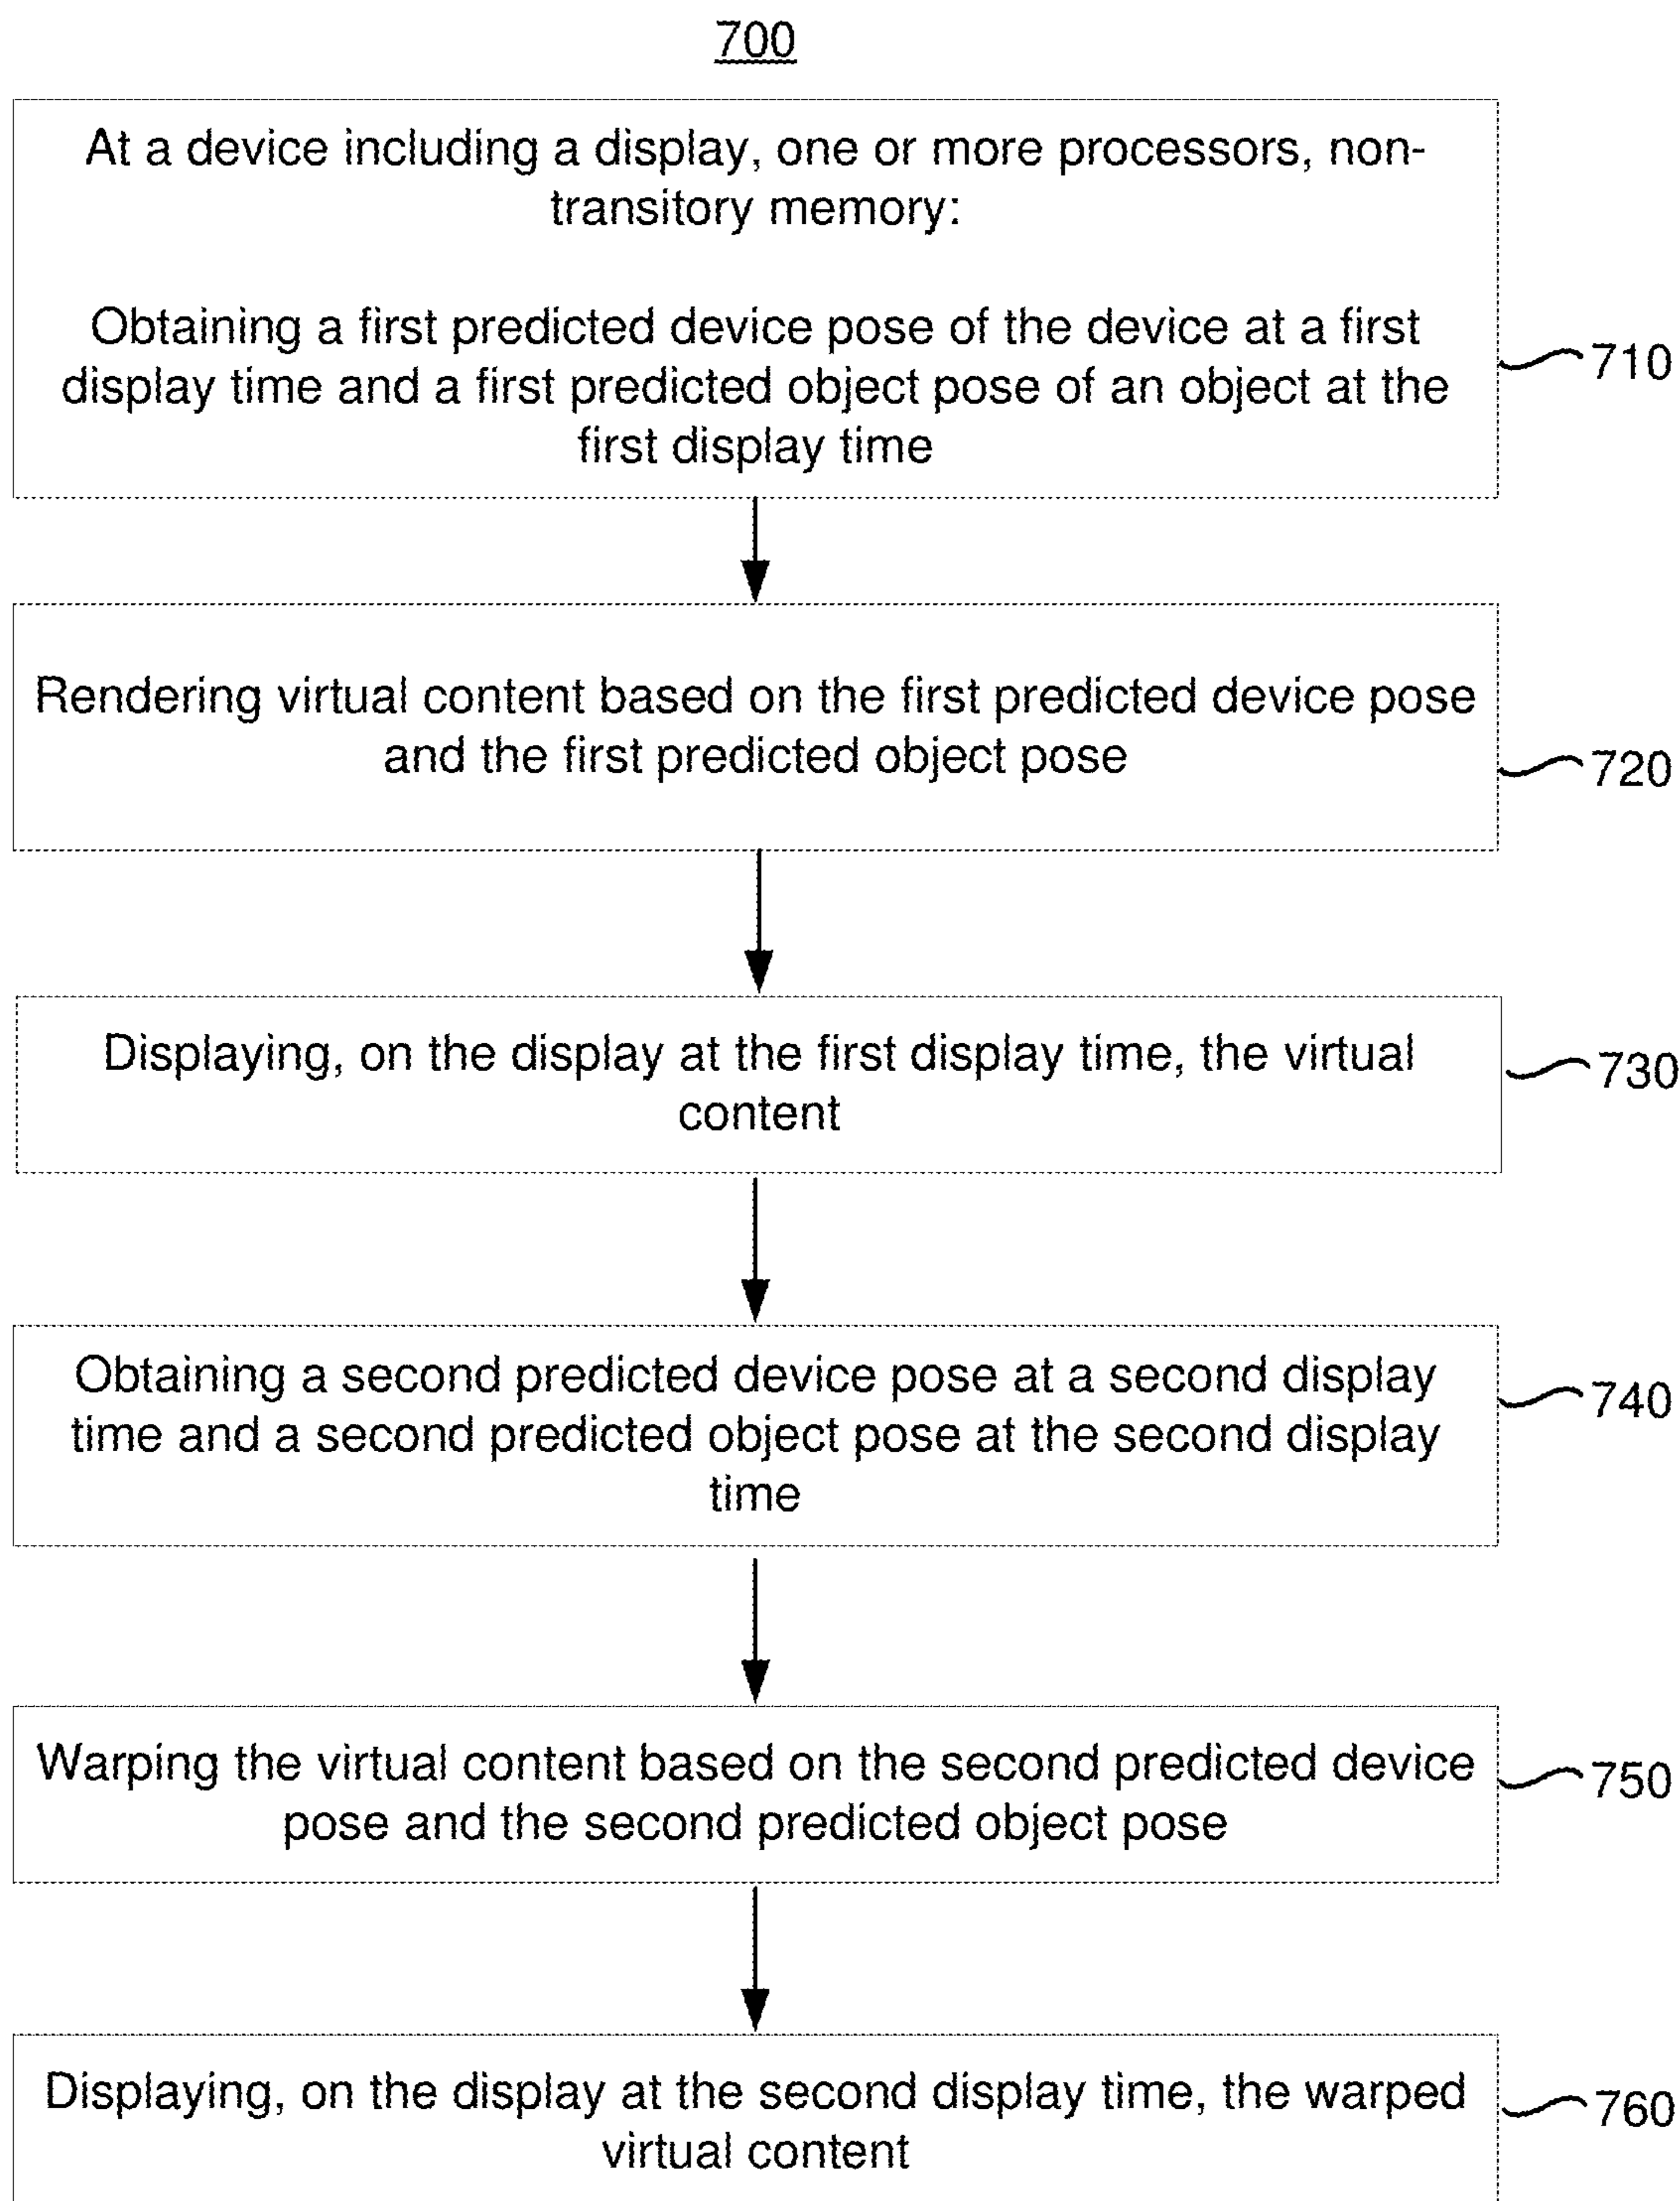 700
At a device including a display, one or more processors, non-
transitory memory:
Obtaining a first predicted device pose of the device at a first
display time and a first predicted object pose of an object at the
first display time
710
Rendering virtual content based on the first predicted device pose
and the first predicted object pose
720
Displaying, on the display at the first display time, the virtual
content
730
Obtaining a second predicted device pose at a second display
time and a second predicted object pose at the second display
time
740
Warping the virtual content based on the second predicted device
pose and the second predicted object pose
750
Displaying, on the display at the second display time, the warped
virtual content
760